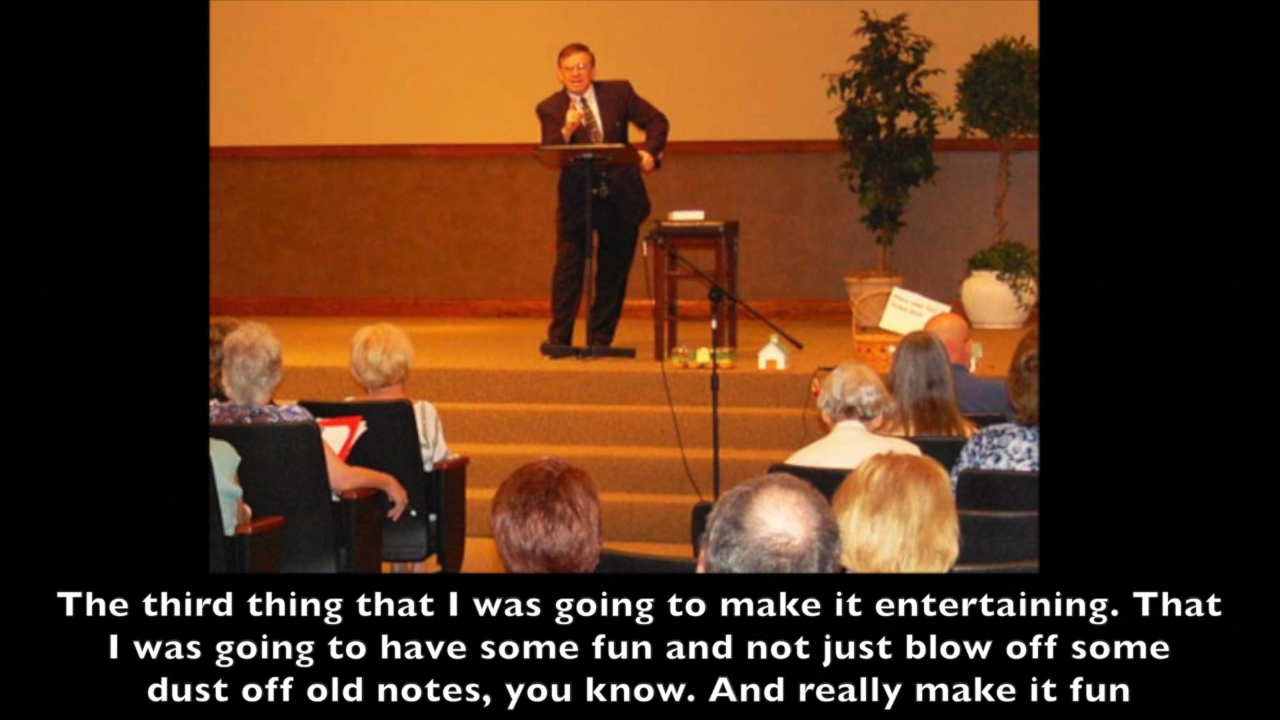 The third thing that I was going to make it entertaining. That
I was going to have some fun and not just blow off some
dust off old notes, you know. And really make it fun